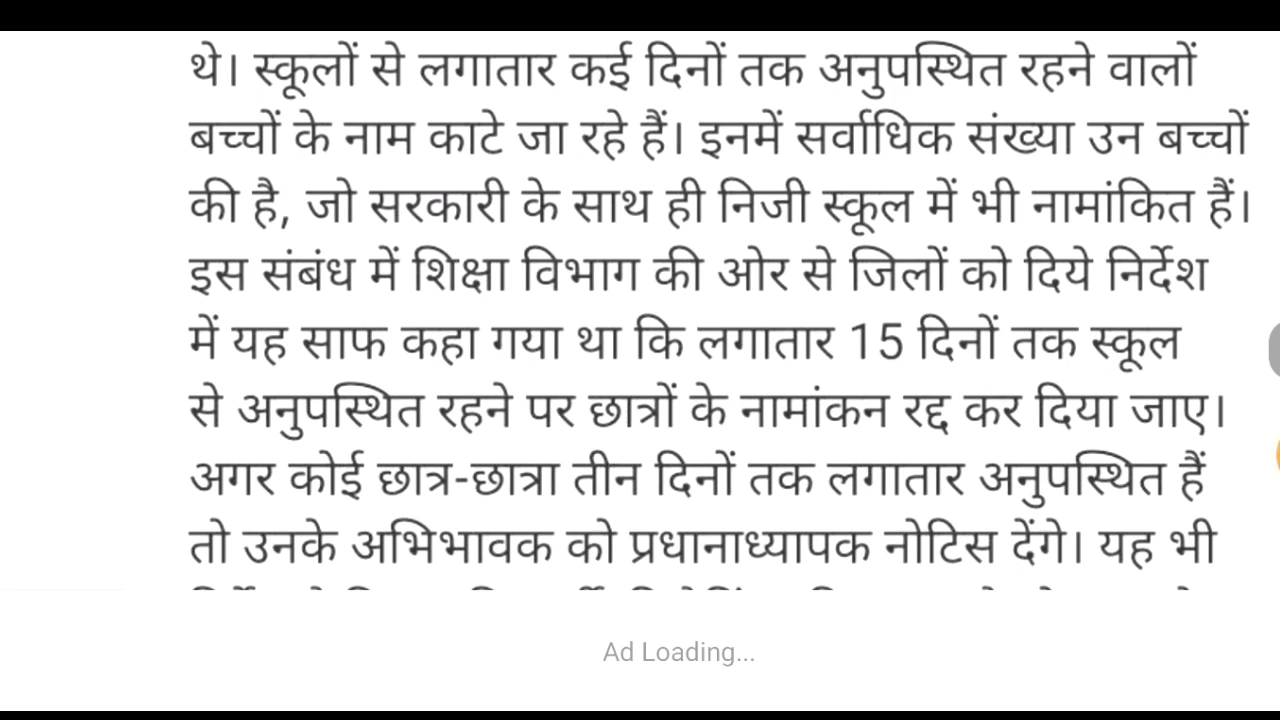 थे। स्कूलों से लगातार कई दिनों तक अनुपस्थित रहने वालों
बच्चों के नाम काटे जा रहे हैं। इनमें सर्वाधिक संख्या उन बच्चों
की है, जो सरकारी के साथ ही निजी स्कूल में भी नामांकित हैं।
इस संबंध में शिक्षा विभाग की ओर से जिलों को दिये निर्देश
में यह साफ कहा गया था कि लगातार 15 दिनों तक स्कूल
से अनुपस्थित रहने पर छात्रों के नामांकन रद्द कर दिया जाए।
अगर कोई छात्र-छात्रा तीन दिनों तक लगातार अनुपस्थित हैं
तो उनके अभिभावक को प्रधानाध्यापक नोटिस देंगे। यह भी
Ad Loading...